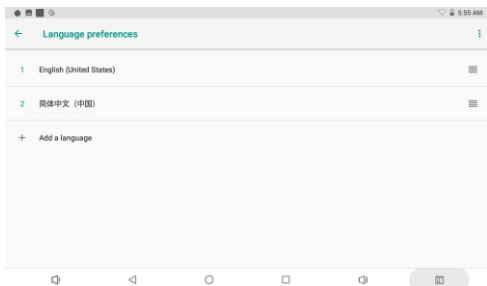 5:55 AM
Language preferences
1 English (United States)
2 简体中文（中国）
+ Add a language